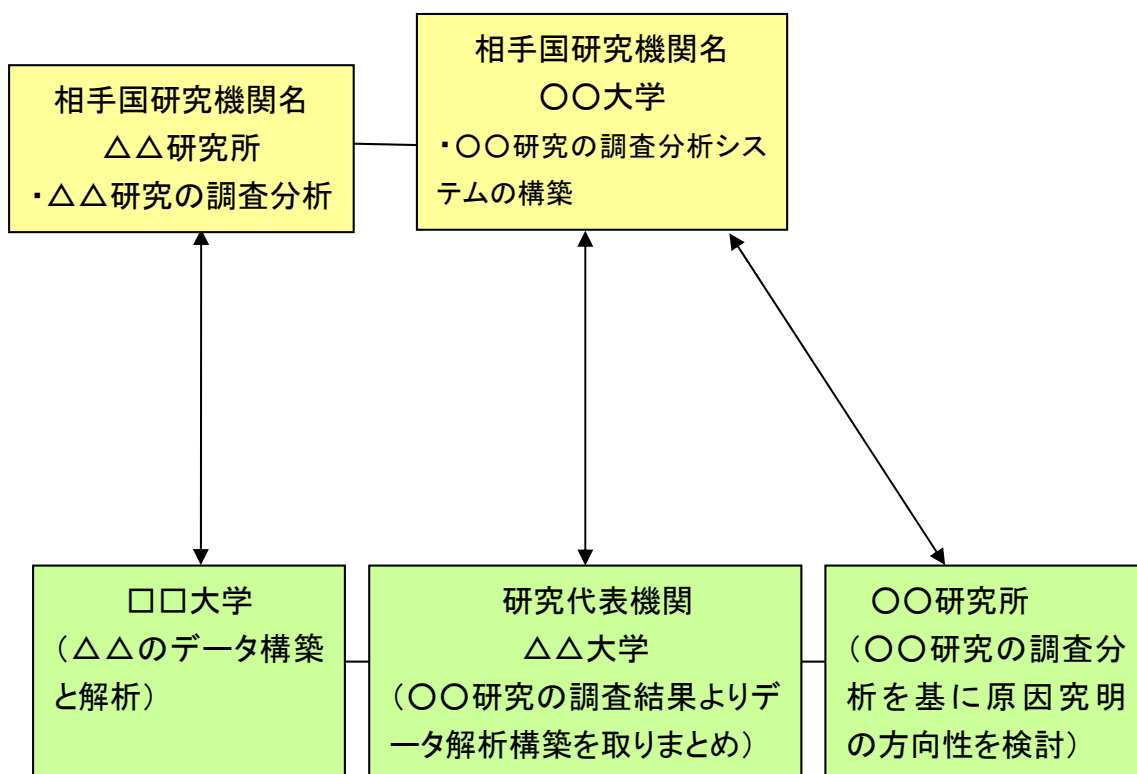 相手国研究機関名
△△研究所
・△△研究の調査分析
相手国研究機関名
〇〇大学
・〇〇研究の調査分析シス
テムの構築
□□大学
（△△のデータ構築
と解析）
研究代表機関
△△大学
（〇〇研究の調査結果よりデ
ータ解析構築を取りまとめ）
〇〇研究所
（〇〇研究の調査分
析を基に原因究明
の方向性を検討）